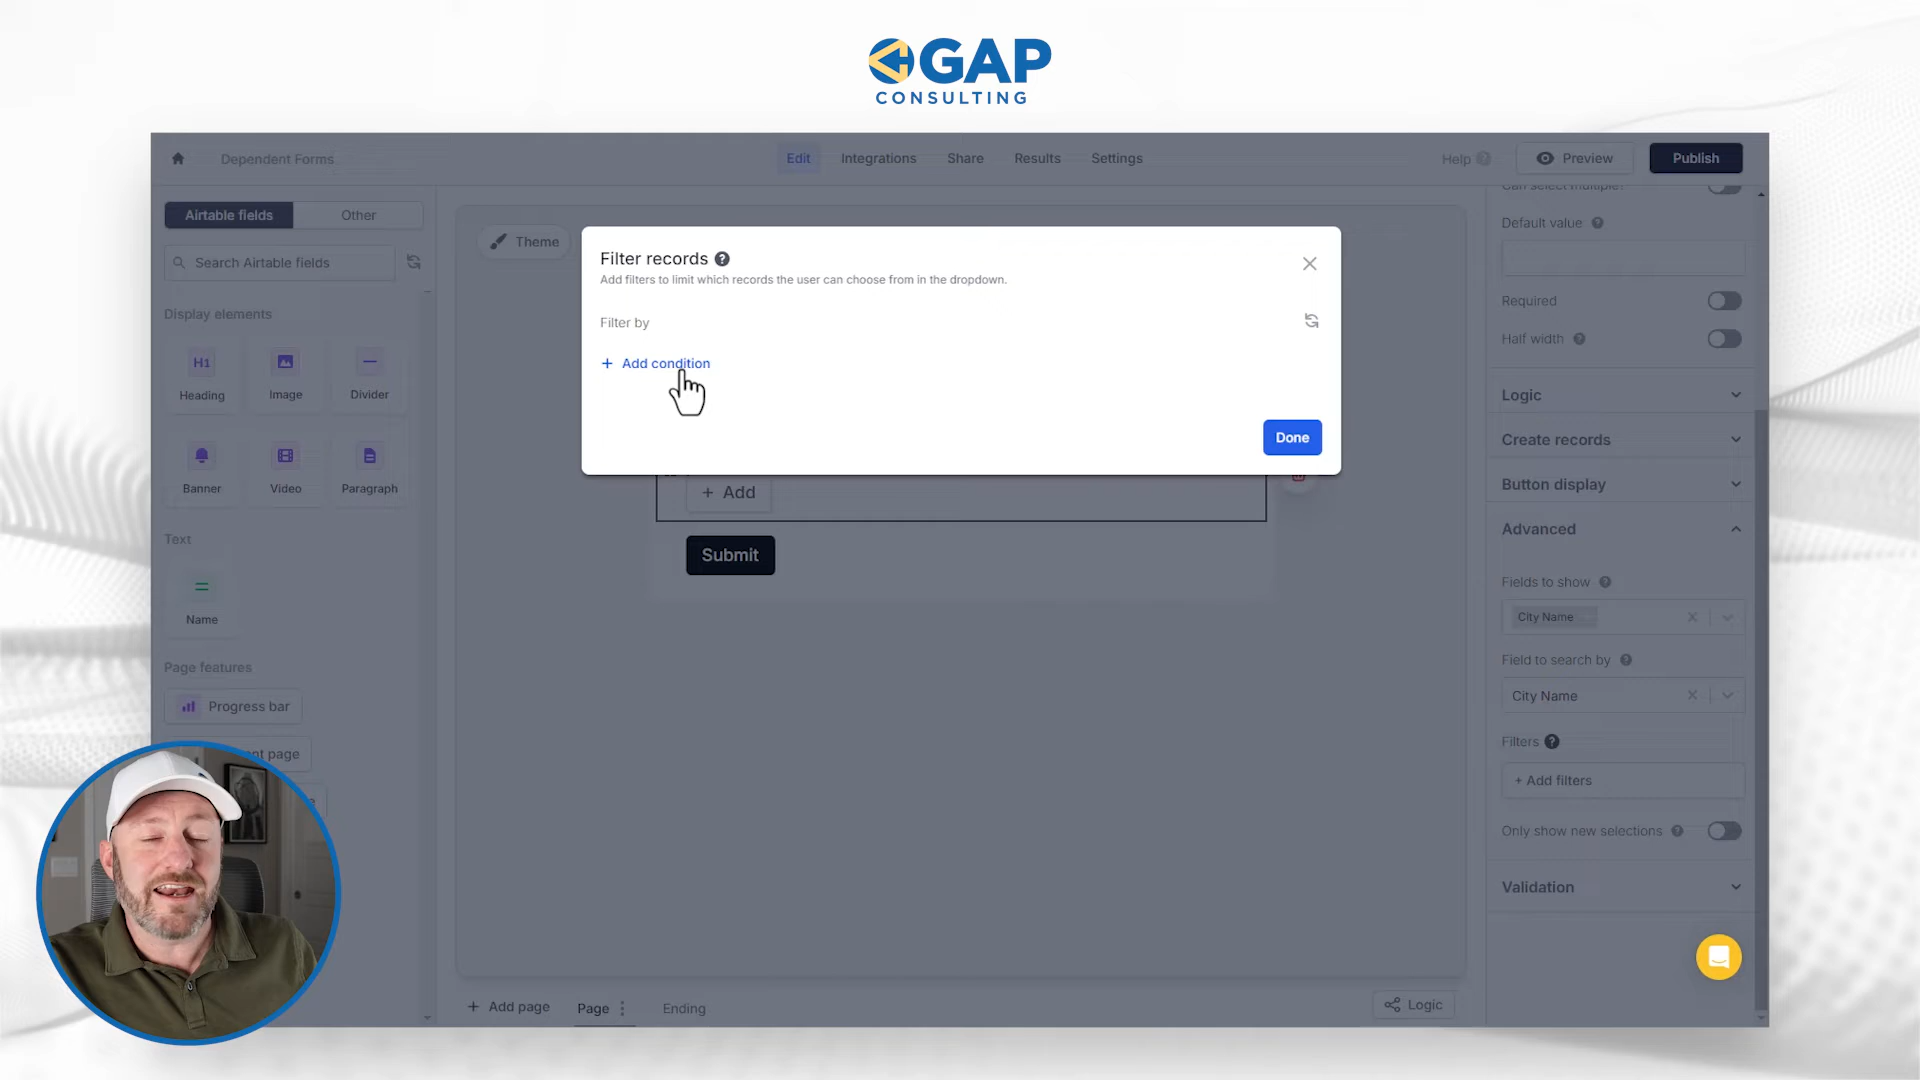 GAP
CONSULTING
Dependent Forms
Edit
Integrations
Share
Results
Settings
Help
Preview
Publish
Airtable fields
Other
Search Airtable fields
Display elements
H1
Heading
Image
Divider
Banner
Video
Paragraph
Text
Name
Page features
Progress bar
nt page
Theme
Filter records
Add filters to limit which records the user can choose from in the dropdown.
Filter by
+ Add condition
Done
+ Add
Submit
+ Add page
Page
Ending
Logic
Can select multiple?
Default value
Required
Half width
Logic
Create records
Button display
Advanced
Fields to show
City Name
Field to search by
City Name
Filters
+ Add filters
Only show new selections
Validation